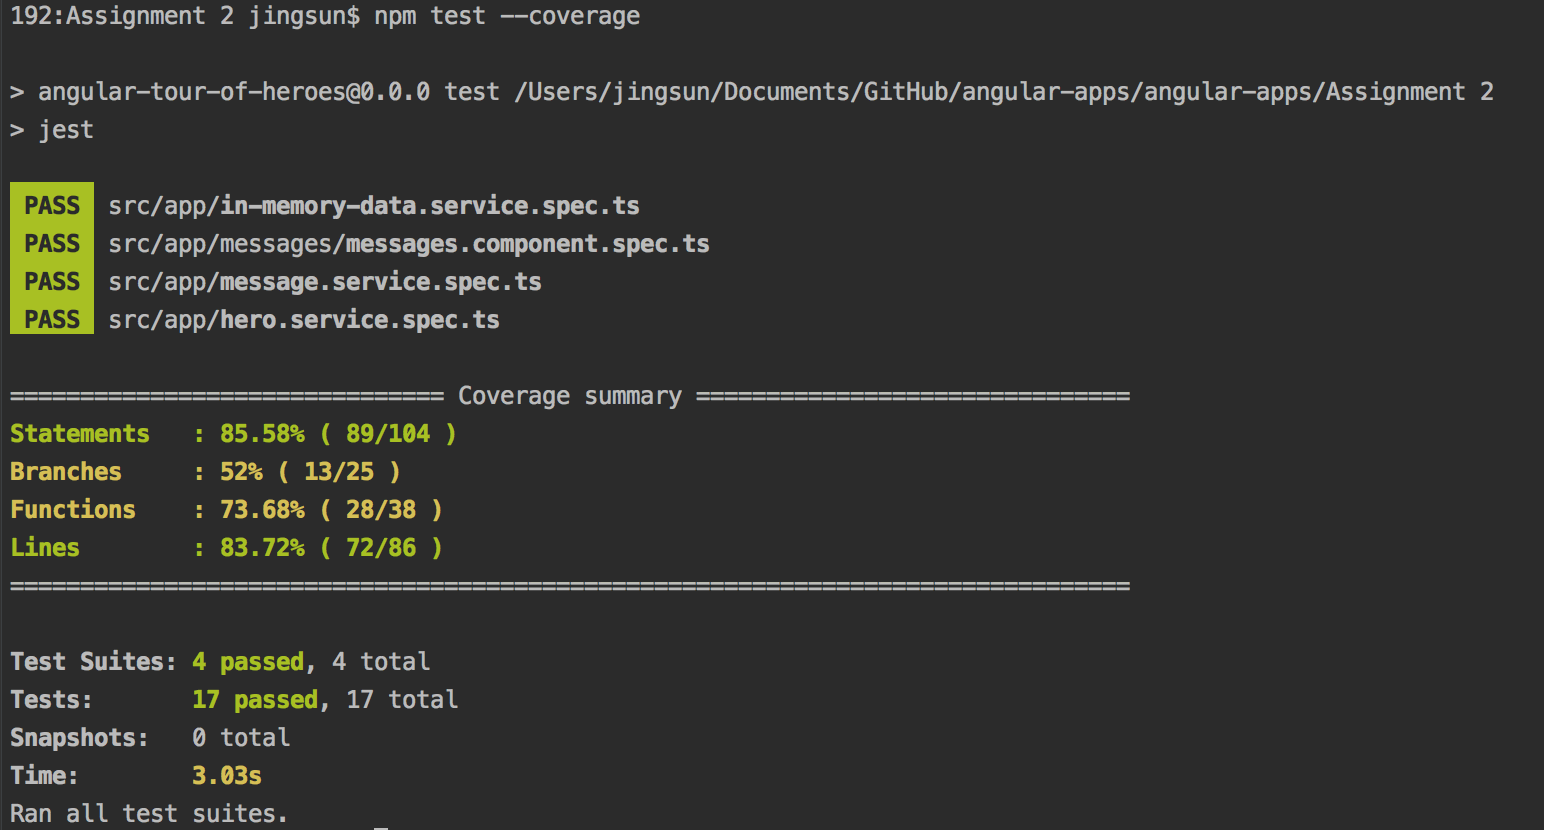 192:Assignment 2 jingsun$ npm test --coverage
> angular-tour-of-heroes@0.0.0 test /Users/jingsun/Documents/GitHub/angular-apps/angular-apps/Assignment 2
> jest
PASS src/app/in-memory-data.service.spec.ts
PASS src/app/messages/messages.component.spec.ts
PASS src/app/message.service.spec.ts
PASS src/app/hero.service.spec.ts
=============================== Coverage summary ===============================
Statements   : 85.58% ( 89/104 )
Branches     : 52% ( 13/25 )
Functions    : 73.68% ( 28/38 )
Lines        : 83.72% ( 72/86 )
================================================================================
Test Suites: 4 passed, 4 total
Tests:       17 passed, 17 total
Snapshots:   0 total
Time:        3.03s
Ran all test suites.